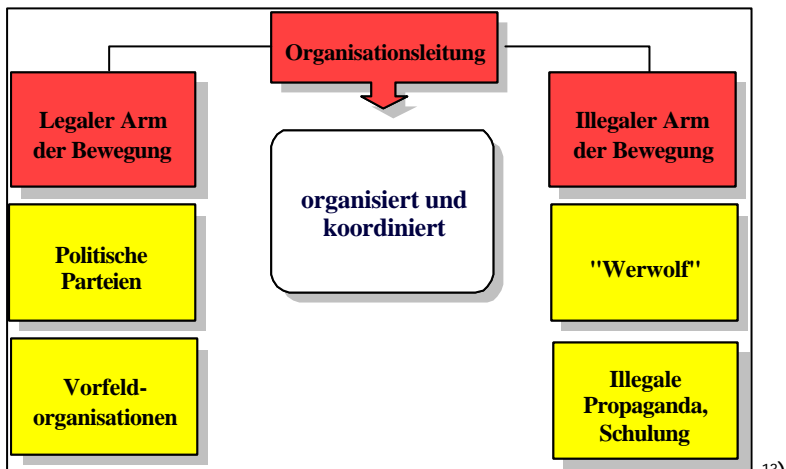 Organisationsleitung
Legaler Arm
der Bewegung
Illegaler Arm
der Bewegung
organisiert und
koordiniert
Politische
Parteien
"Werwolf"
Vorfeld-
organisationen
Illegale
Propaganda,
Schulung
12)